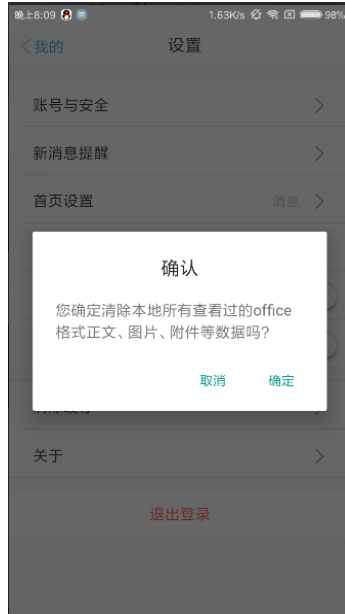 晚上8:09 1.63K/s 98%
我的 设置
账号与安全
新消息提醒
首页设置 消息
确认
您确定清除本地所有查看过的office
格式正文、图片、附件等数据吗?
取消 确定
关于
退出登录